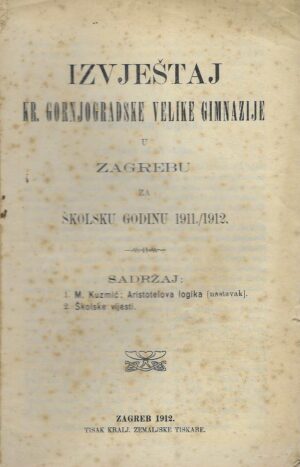 IZVJEŠTAJ
KR. GORNJOGRADSKE VELIKE GIMNAZIJE
U
ZAGREBU
ZA
ŠKOLSKU GODINU 1911./1912.
SADRŽAJ:
1. M. Kuzmić: Aristotelova logika (nastavak).
2. Školske vijesti.
ZAGREB 1912.
TISAK KRALJ. ZEMALJSKE TISKARE.